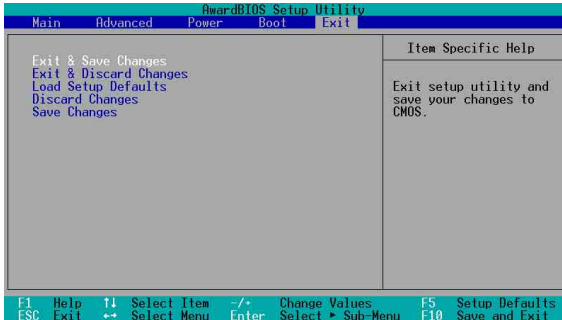 AwardBIOS Setup Utility
Main Advanced Power Boot Exit
Item Specific Help
Exit & Save Changes
Exit & Discard Changes
Load Setup Defaults
Discard Changes
Save Changes
Exit setup utility and
save your changes to
CMOS.
F1 Help ↑↓ Select Item -/+ Change Values F5 Setup Defaults
ESC Exit ←→ Select Menu Enter Select ► Sub-Menu F10 Save and Exit